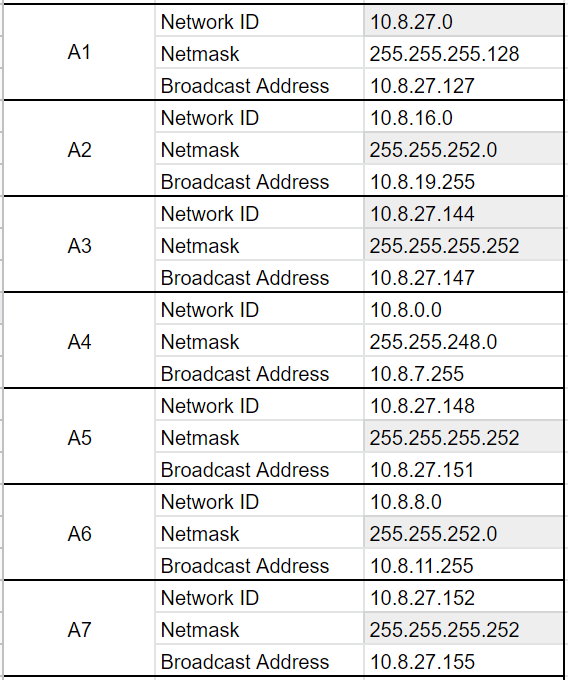 A1
Network ID 10.8.27.0
Netmask 255.255.255.128
Broadcast Address 10.8.27.127
A2
Network ID 10.8.16.0
Netmask 255.255.252.0
Broadcast Address 10.8.19.255
A3
Network ID 10.8.27.144
Netmask 255.255.255.252
Broadcast Address 10.8.27.147
A4
Network ID 10.8.0.0
Netmask 255.255.248.0
Broadcast Address 10.8.7.255
A5
Network ID 10.8.27.148
Netmask 255.255.255.252
Broadcast Address 10.8.27.151
A6
Network ID 10.8.8.0
Netmask 255.255.252.0
Broadcast Address 10.8.11.255
A7
Network ID 10.8.27.152
Netmask 255.255.255.252
Broadcast Address 10.8.27.155